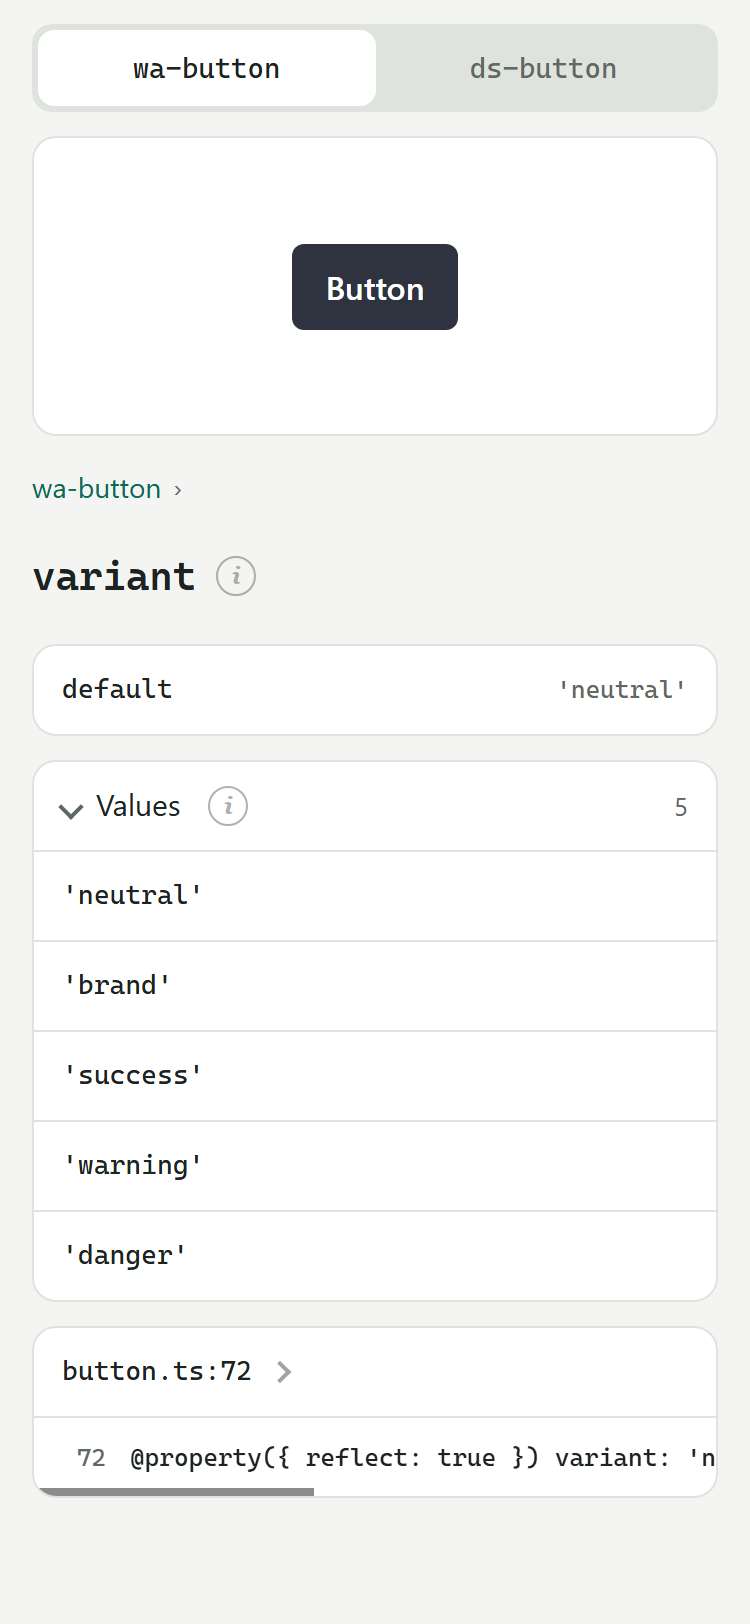 wa-button
ds-button
Button
wa-button ›
variant i
default 'neutral'
Values i 5
'neutral'
'brand'
'success'
'warning'
'danger'
button.ts:72
72 @property({ reflect: true }) variant: 'n